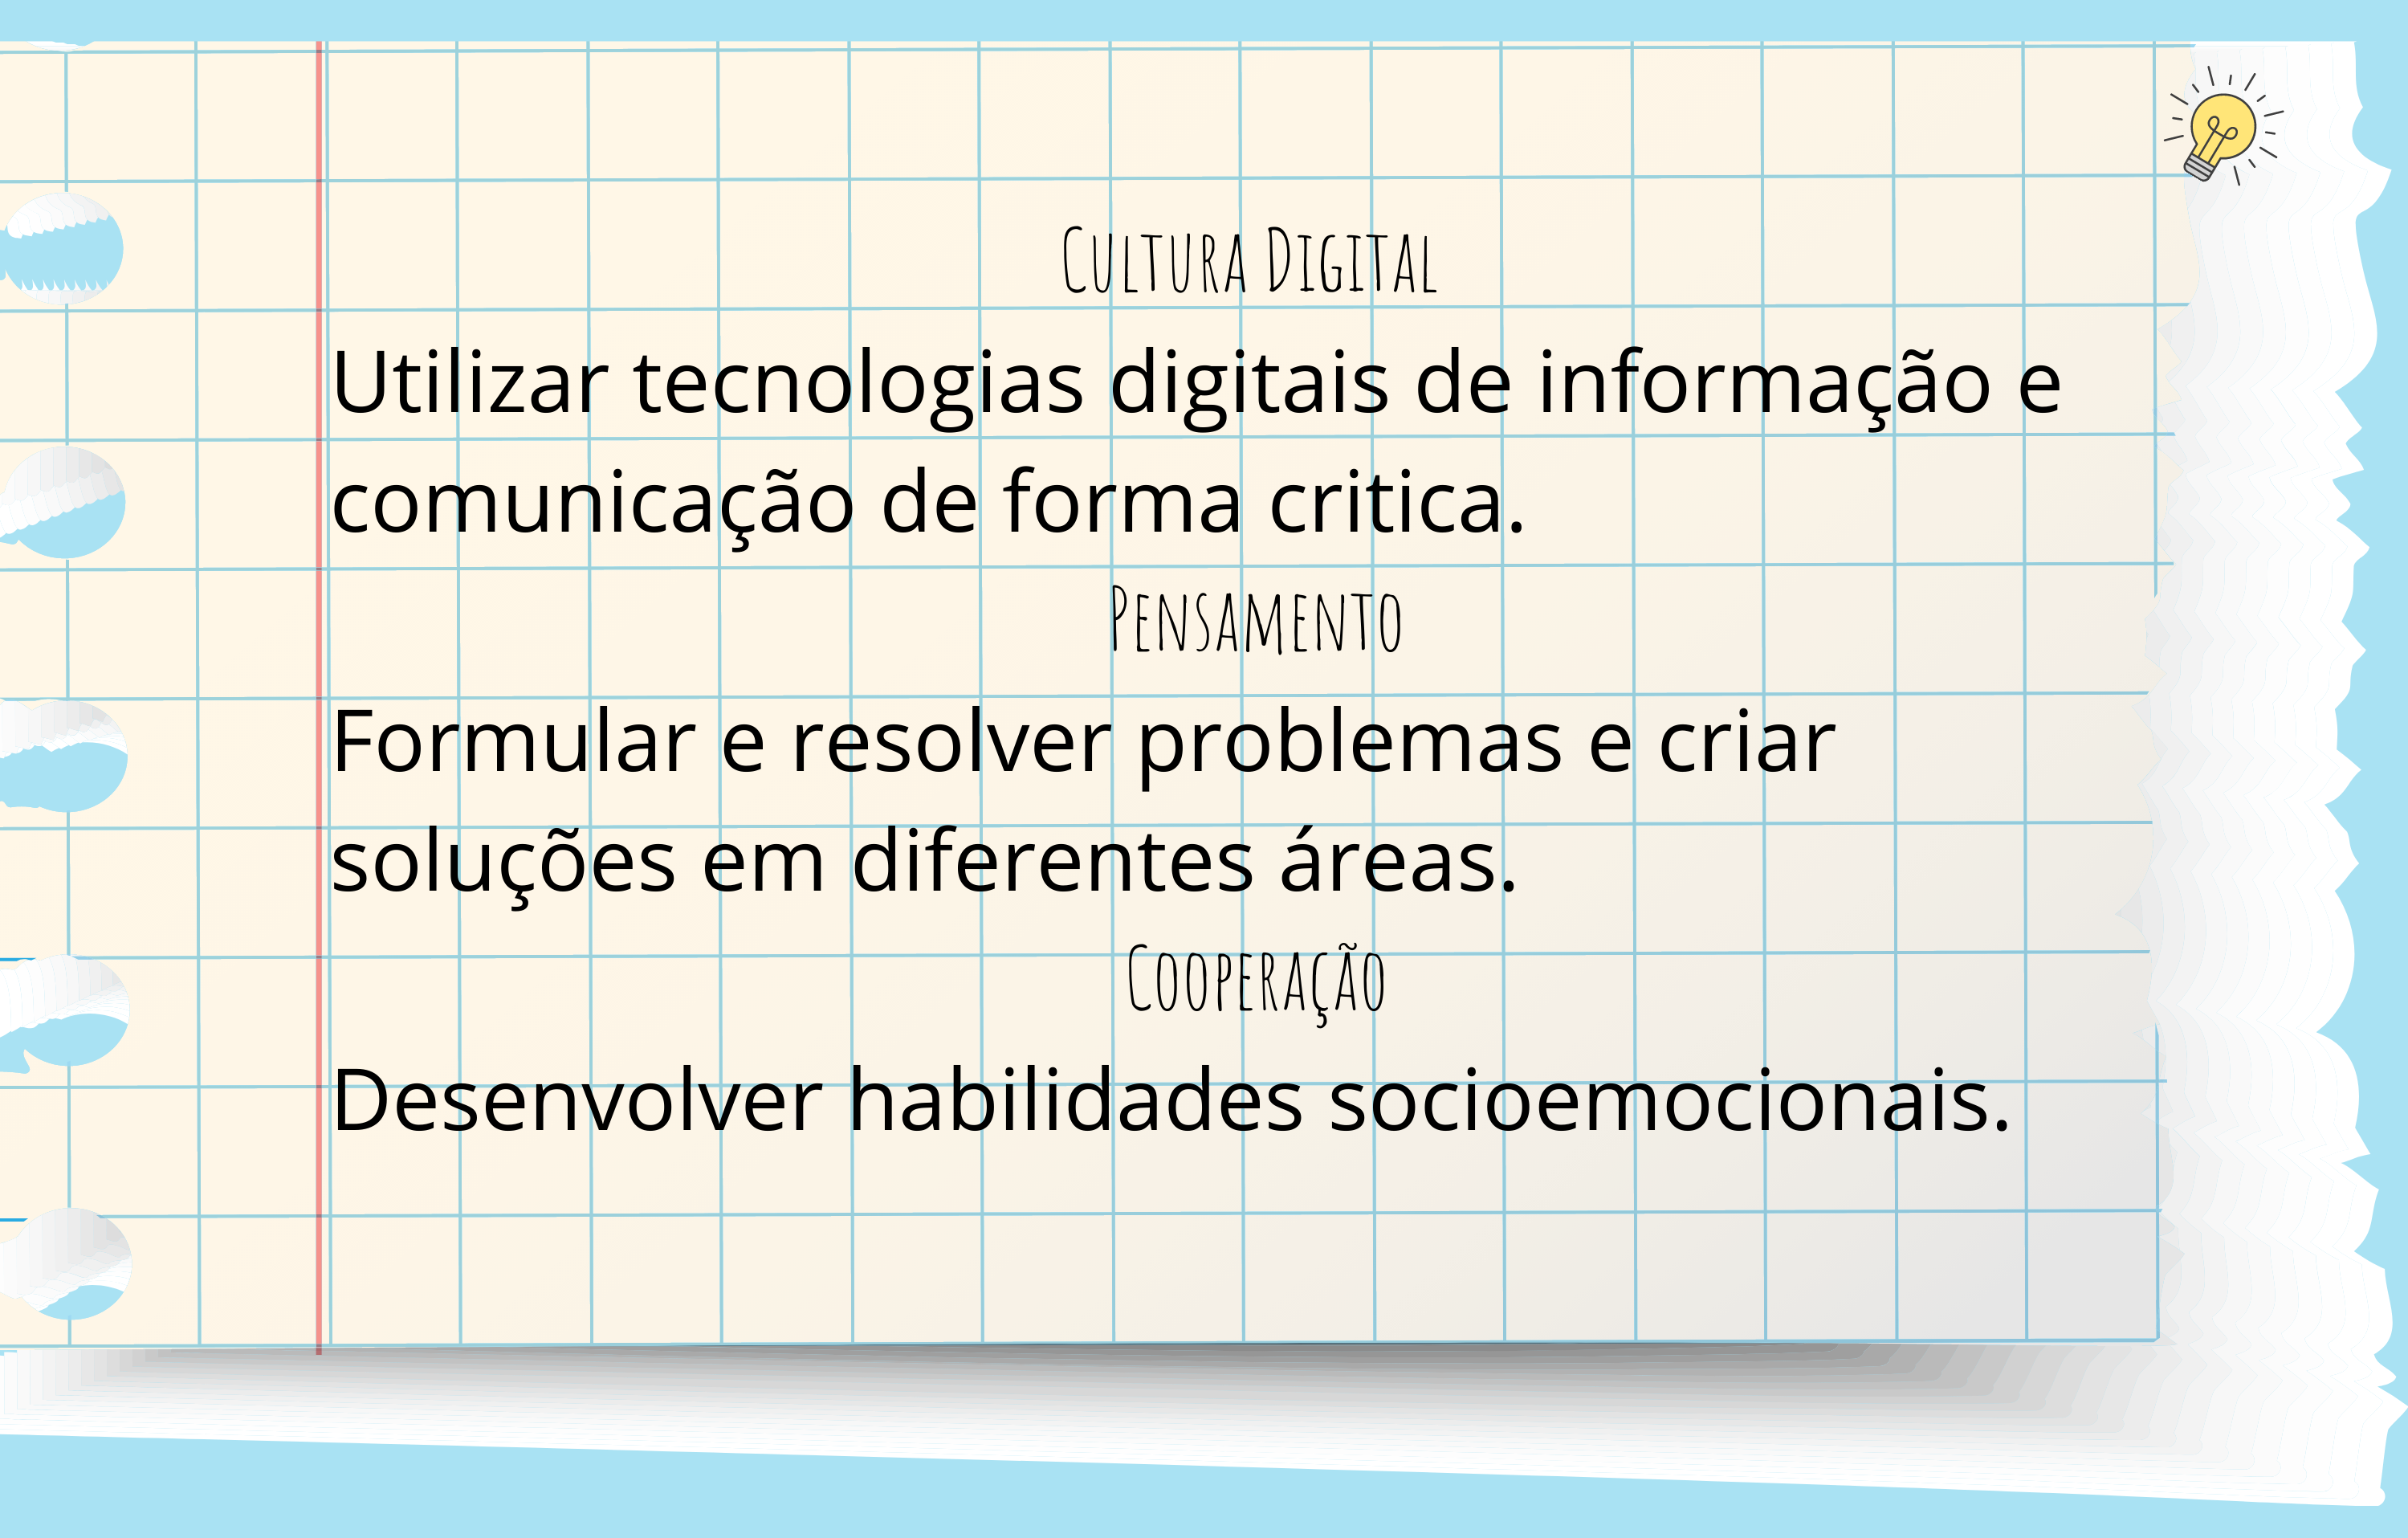 Cultura Digital
Utilizar tecnologias digitais de informação e
comunicação de forma critica.
Pensamento
Formular e resolver problemas e criar
soluções em diferentes áreas.
Cooperação
Desenvolver habilidades socioemocionais.